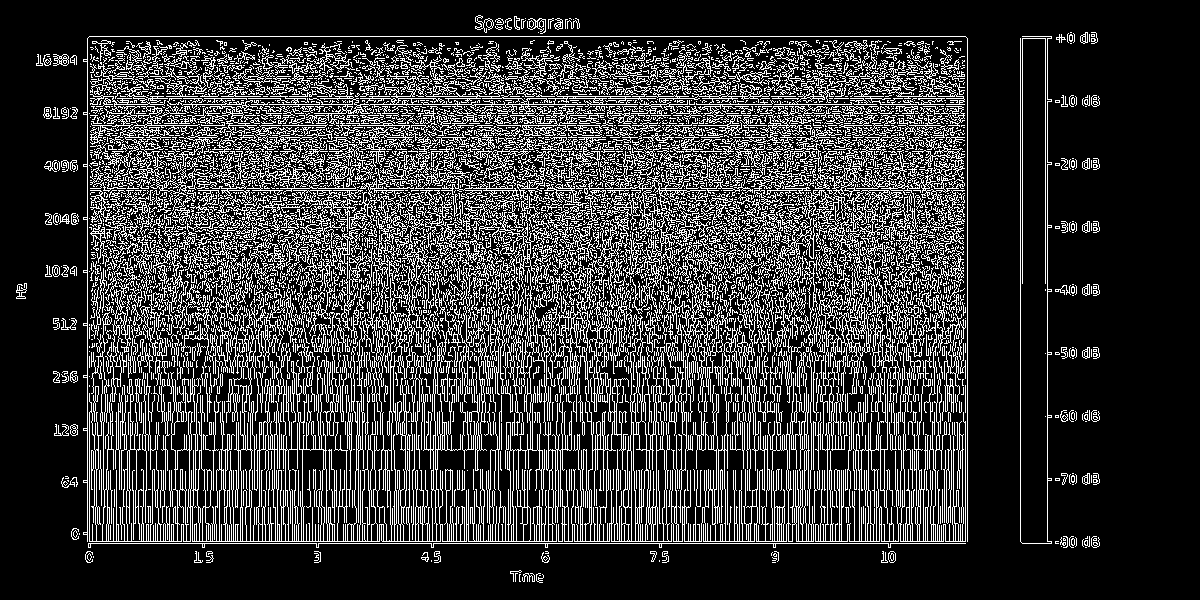 Spectrogram
16384
8192
4096
2048
1024
512
256
128
64
0
Hz
0 1.5 3 4.5 6 7.5 9 10
Time
+0 dB
-10 dB
-20 dB
-30 dB
-40 dB
-50 dB
-60 dB
-70 dB
-80 dB